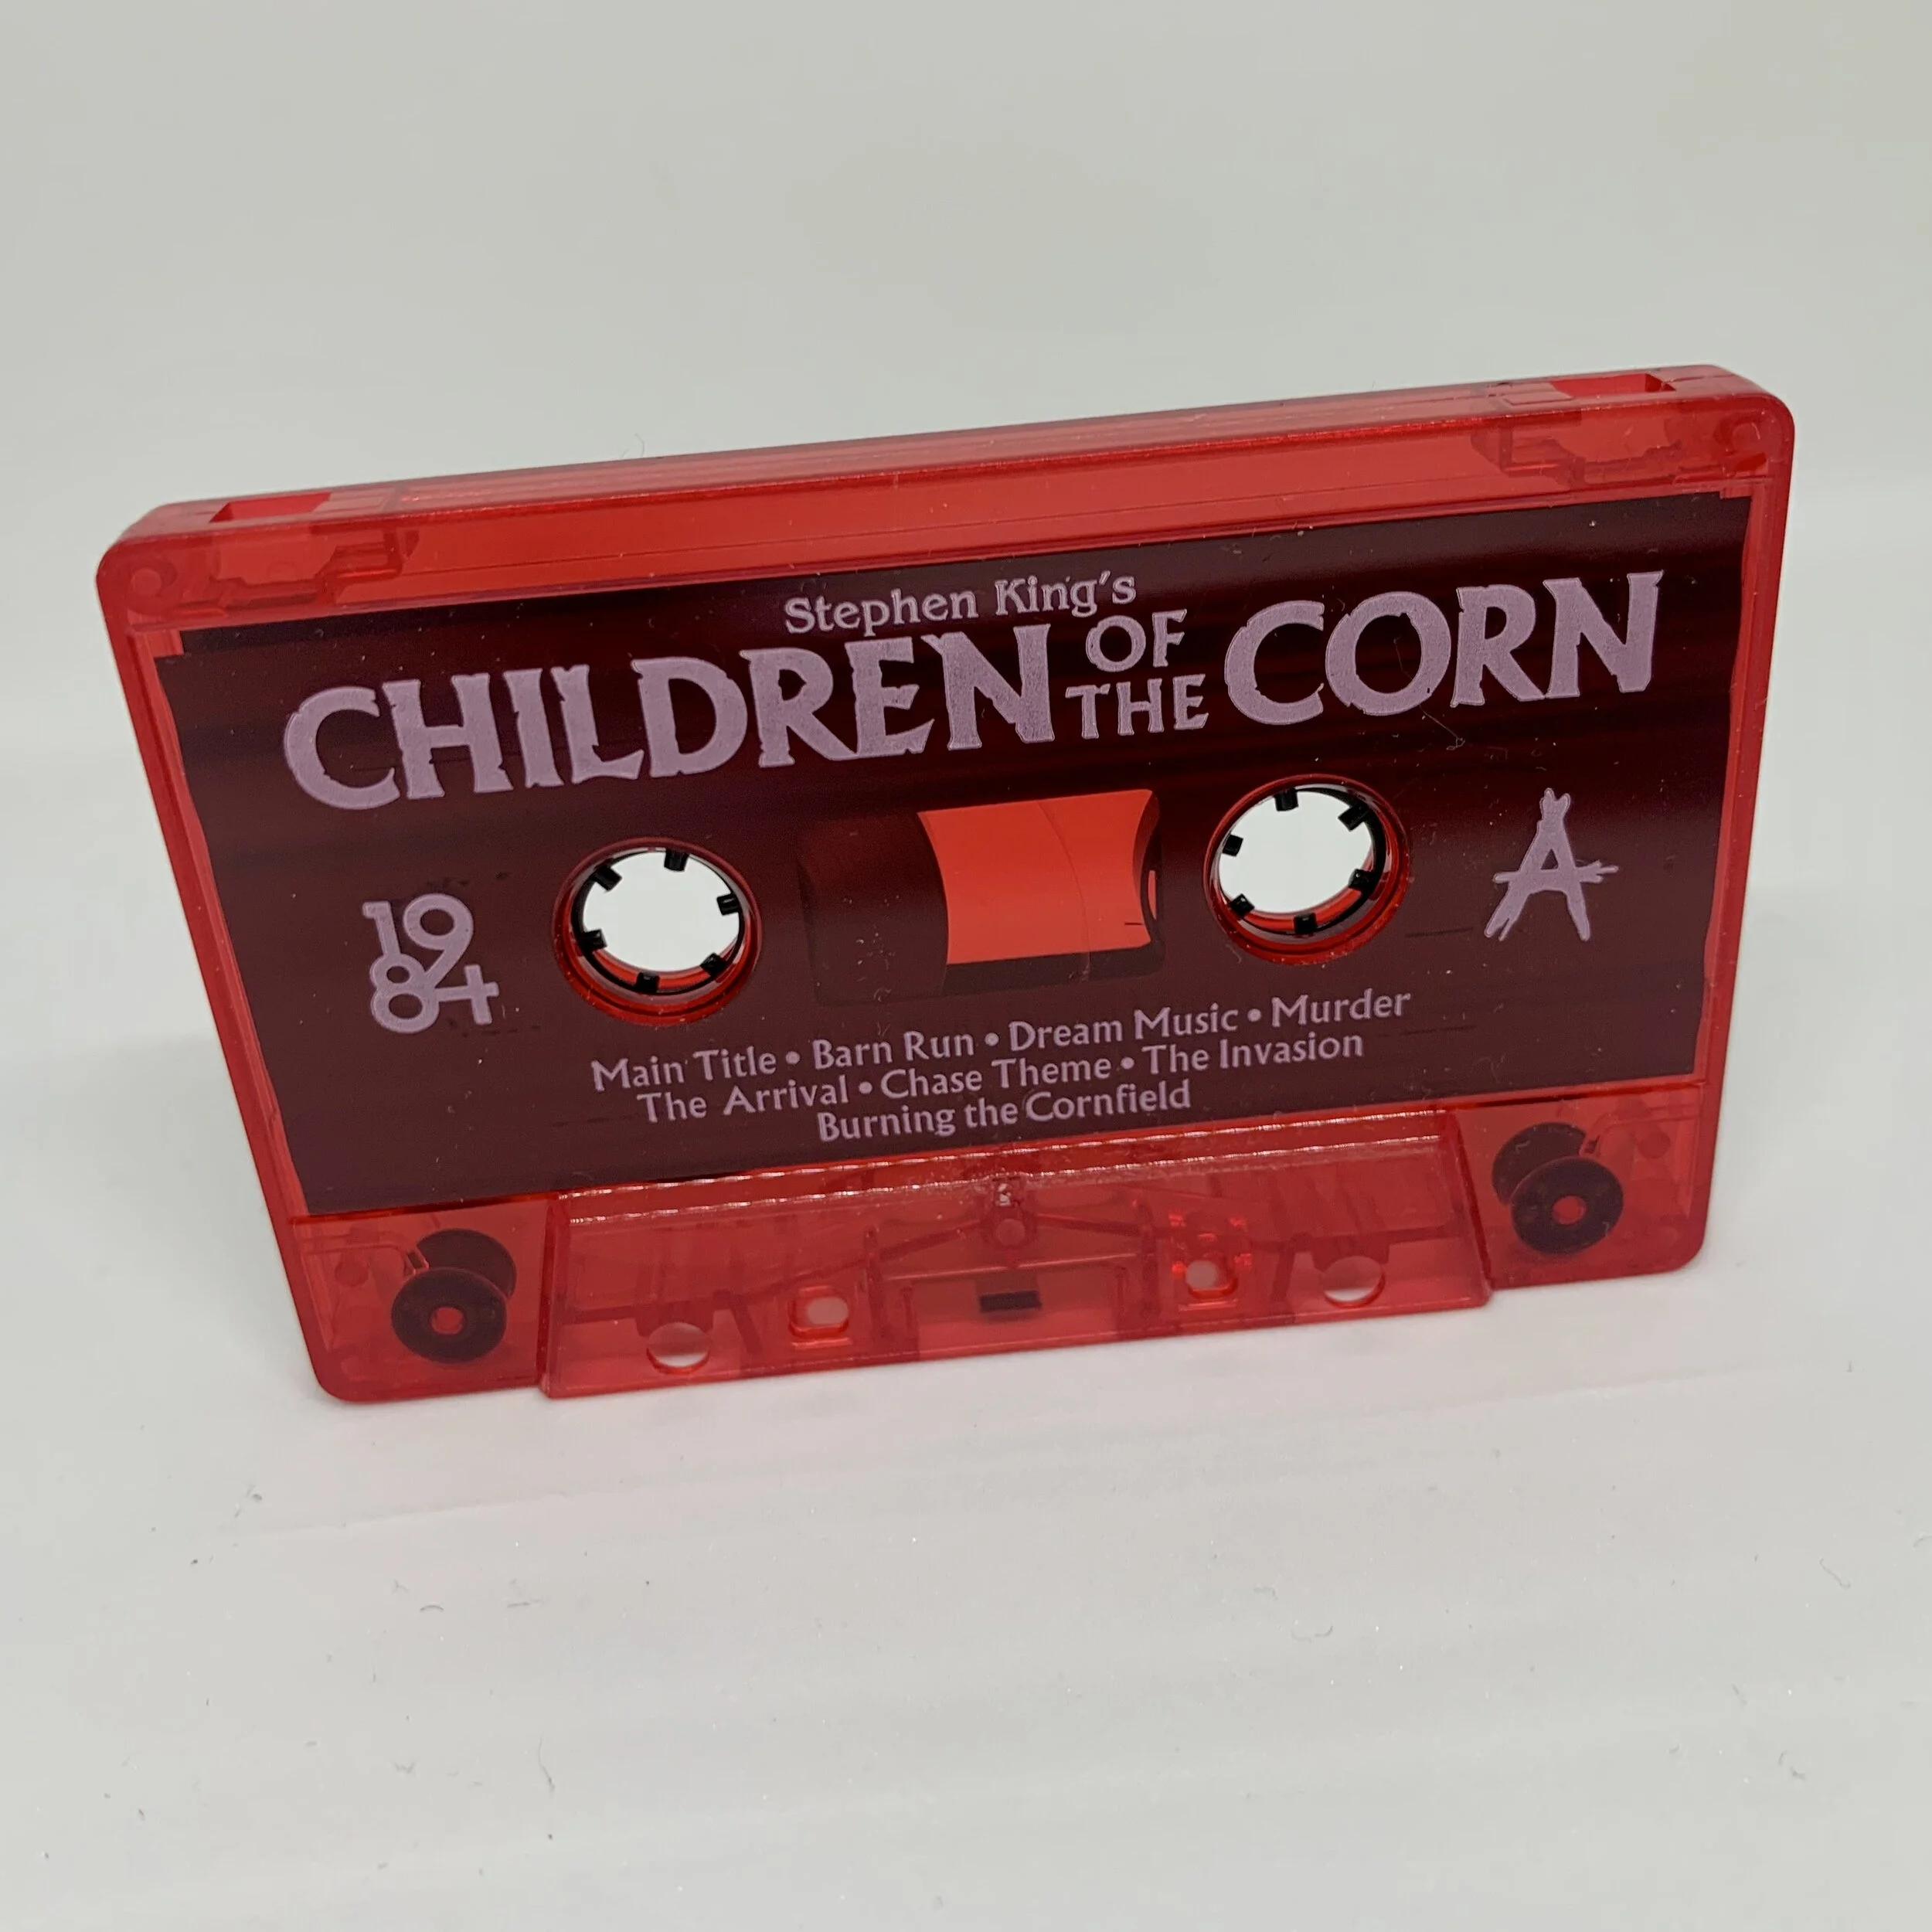 Stephen King's
CHILDREN OF THE CORN
19
84
A
Main Title • Barn Run • Dream Music • Murder
The Arrival • Chase Theme • The Invasion
Burning the Cornfield